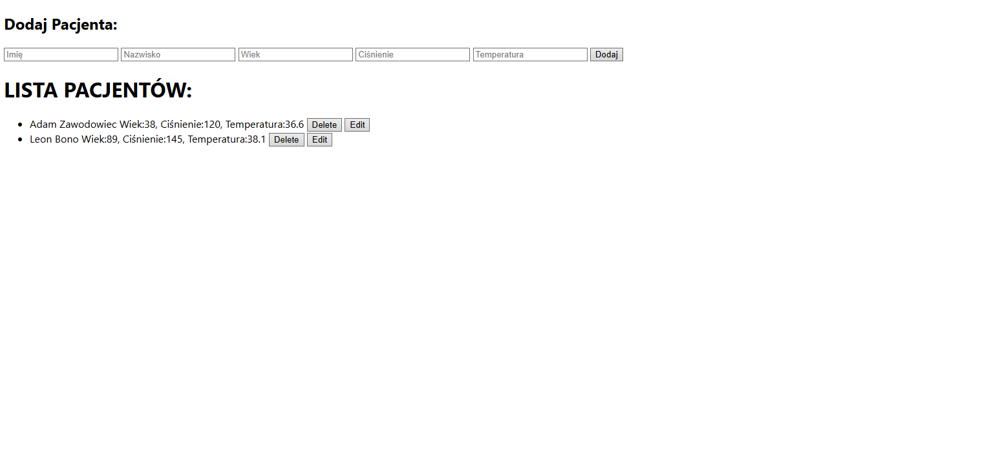 Dodaj Pacjenta:
Imię Nazwisko Wiek Ciśnienie Temperatura Dodaj
LISTA PACJENTÓW:
Adam Zawodowiec Wiek:38, Ciśnienie:120, Temperatura:36.6 Delete Edit
Leon Bono Wiek:89, Ciśnienie:145, Temperatura:38.1 Delete Edit